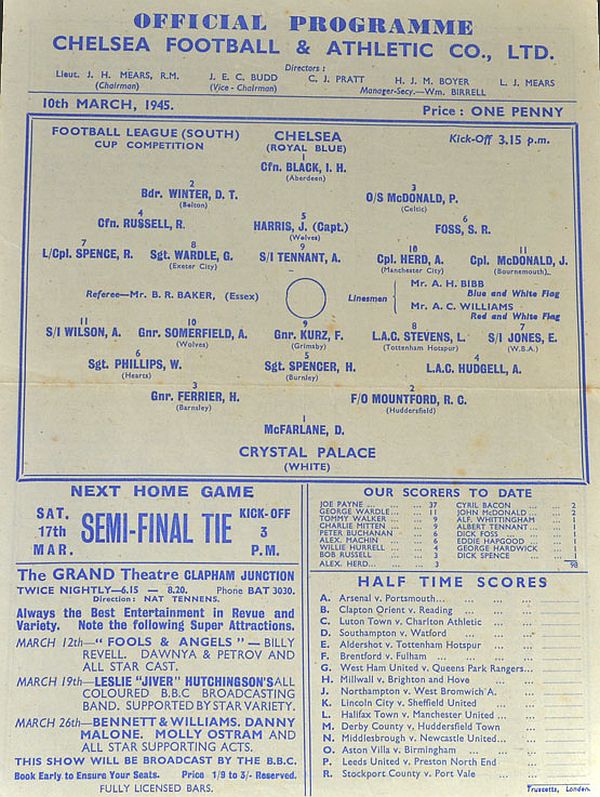 OFFICIAL PROGRAMME
CHELSEA FOOTBALL & ATHLETIC CO., LTD.
Directors :
Lieut. J. H. MEARS, R.M. J. E. C. BUDD C. J. PRATT H. J. M. BOYER L. J. MEARS
(Chairman) (Vice - Chairman) Manager-Secy.—Wm. BIRRELL
10th MARCH, 1945. Price : ONE PENNY
FOOTBALL LEAGUE (SOUTH) CHELSEA Kick-Off 3.15 p.m.
CUP COMPETITION (ROYAL BLUE)
1
Cfn. BLACK, I. H.
(Aberdeen)
2 3
Bdr. WINTER, D. T. O/S McDONALD, P.
(Bolton) (Celtic)
4 5 6
Cfn. RUSSELL, R. HARRIS, J. (Capt.) FOSS, S. R.
(Wolves)
7 8 9 10 11
L/Cpl. SPENCE, R. Sgt. WARDLE, G. S/I TENNANT, A. Cpl. HERD, A. Cpl. McDONALD, J.
(Exeter City) (Manchester City) (Bournemouth)
Referee—Mr. B. R. BAKER, (Essex) Linesmen Mr. A. H. BIBB
Blue and White Flag
Mr. A. C. WILLIAMS
Red and White Flag
11 10 9 8 7
S/I WILSON, A. Gnr. SOMERFIELD, A. Gnr. KURZ, F. L.A.C. STEVENS, L. S/I JONES, E.
(Wolves) (Grimsby) (Tottenham Hotspur) (W.B.A.)
6 5 4
Sgt. PHILLIPS, W. Sgt. SPENCER, H. L.A.C. HUDGELL, A.
(Hearts) (Burnley)
3 2
Gnr. FERRIER, H. F/O MOUNTFORD, R. C.
(Barnsley) (Huddersfield)
1
McFARLANE, D.
CRYSTAL PALACE
(WHITE)
NEXT HOME GAME
SAT. 17th MAR. SEMI-FINAL TIE KICK-OFF 3 P.M.
The GRAND Theatre CLAPHAM JUNCTION
TWICE NIGHTLY—6.15 — 8.20. Phone BAT 3030.
Direction: NAT TENNENS.
Always the Best Entertainment in Revue and
Variety. Note the following Super Attractions.
MARCH 12th—“ FOOLS & ANGELS ” — BILLY
REVELL. DAWNYA & PETROV AND
ALL STAR CAST.
MARCH 19th—LESLIE "JIVER" HUTCHINGSON'S ALL
COLOURED B.B.C BROADCASTING
BAND. SUPPORTED BY STAR VARIETY.
MARCH 26th—BENNETT & WILLIAMS. DANNY
MALONE. MOLLY OSTRAM AND
ALL STAR SUPPORTING ACTS.
THIS SHOW WILL BE BROADCAST BY THE B.B.C.
Book Early to Ensure Your Seats. Price 1/9 to 3/- Reserved.
FULLY LICENSED BARS.
OUR SCORERS TO DATE
JOE PAYNE ... ... ... 37 CYRIL BACON ... ... 2
GEORGE WARDLE ... ... 11 JOHN McDONALD ... 2
TOMMY WALKER ... ... 9 ALF. WHITTINGHAM 1
CHARLIE MITTEN ... ... 9 ALBERT TENNANT ... 1
PETER BUCHANAN ... ... 6 DICK FOSS ... ... 1
ALEX. MACHIN ... ... 6 EDDIE HAPGOOD ... 1
WILLIE HURRELL ... ... 4 GEORGE HARDWICK 1
BOB RUSSELL ... ... 3 DICK SPENCE ... ... 1
ALEX. HERD ... ... ... 3 98
HALF TIME SCORES
A. Arsenal v. Portsmouth... ... ...
B. Clapton Orient v. Reading ... ...
C. Luton Town v. Charlton Athletic ...
D. Southampton v. Watford ... ...
E. Aldershot v. Tottenham Hotspur ...
F. Brentford v. Fulham ... ... ...
G. West Ham United v. Queens Park Rangers...
H. Millwall v. Brighton and Hove ...
J. Northampton v. West Bromwich A.
K. Lincoln City v. Sheffield United ...
L. Halifax Town v. Manchester United ...
M. Derby County v. Huddersfield Town
N. Middlesbrough v. Newcastle United ...
O. Aston Villa v. Birmingham ... ...
P. Leeds United v. Preston North End
R. Stockport County v. Port Vale ...
Truscotts, London.